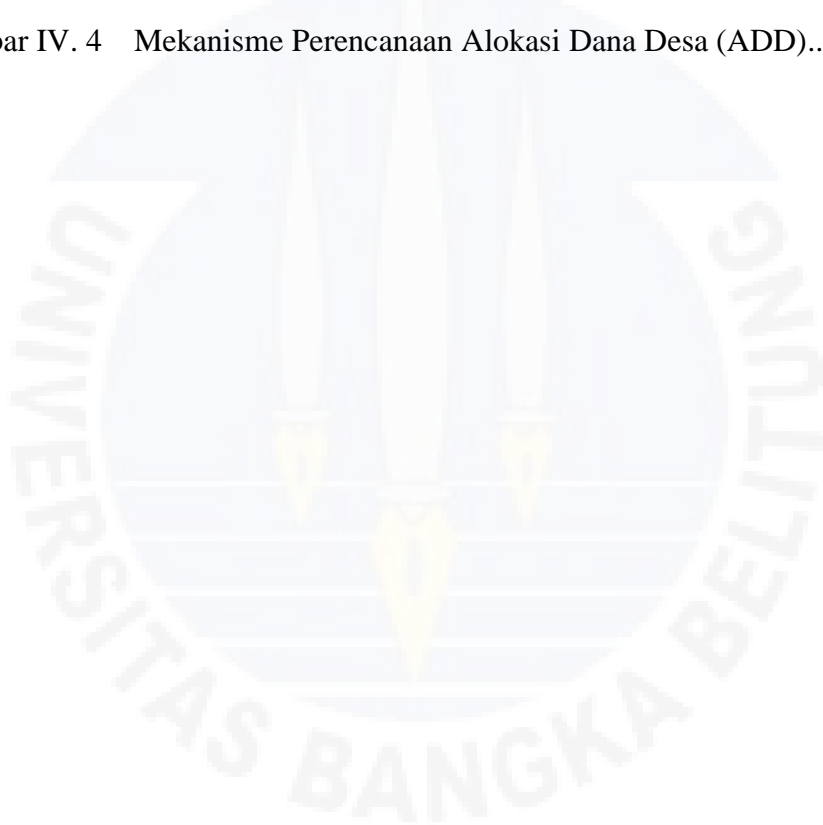 bar IV. 4 Mekanisme Perencanaan Alokasi Dana Desa (ADD)..
UNIVERSITAS BANGKA BELITUNG